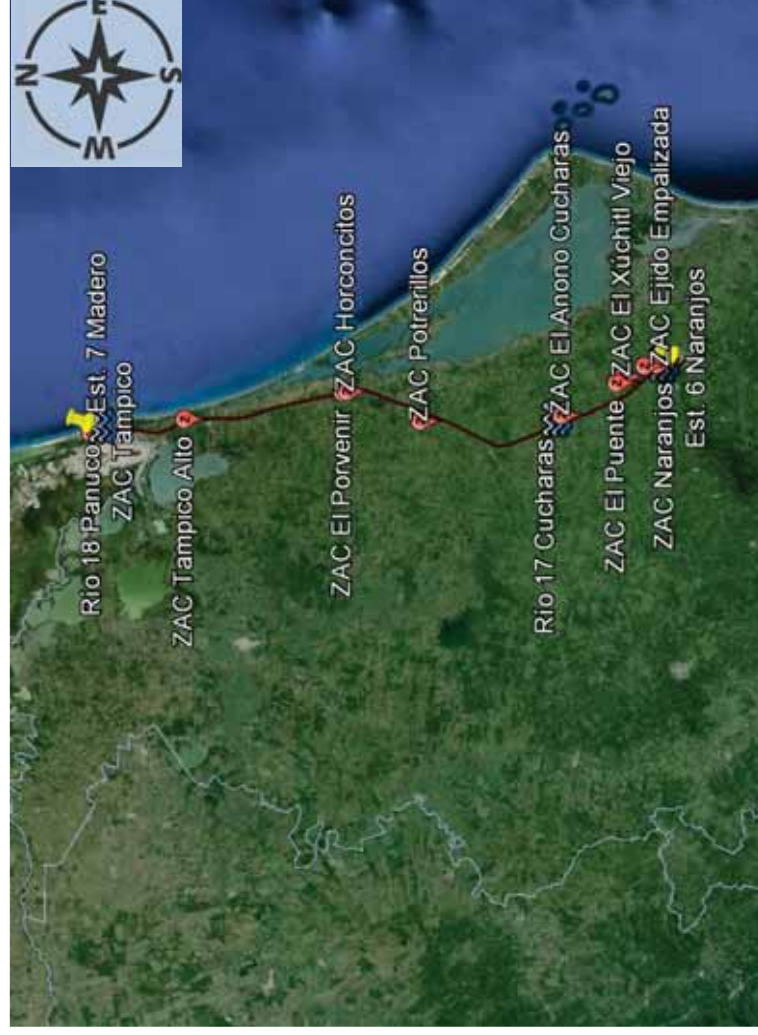 N
E
S
W
Rio 18 Panuco
Est. 7 Madero
ZAC Tampico
ZAC Tampico Alto
ZAC El Porvenir
ZAC Horconcitos
ZAC Potrerillos
Rio 17 Cucharas
ZAC El Anono Cucharas
ZAC El Puente
ZAC El Xúchitl Viejo
ZAC Naranjos
ZAC Ejido Empalizada
Est. 6 Naranjos